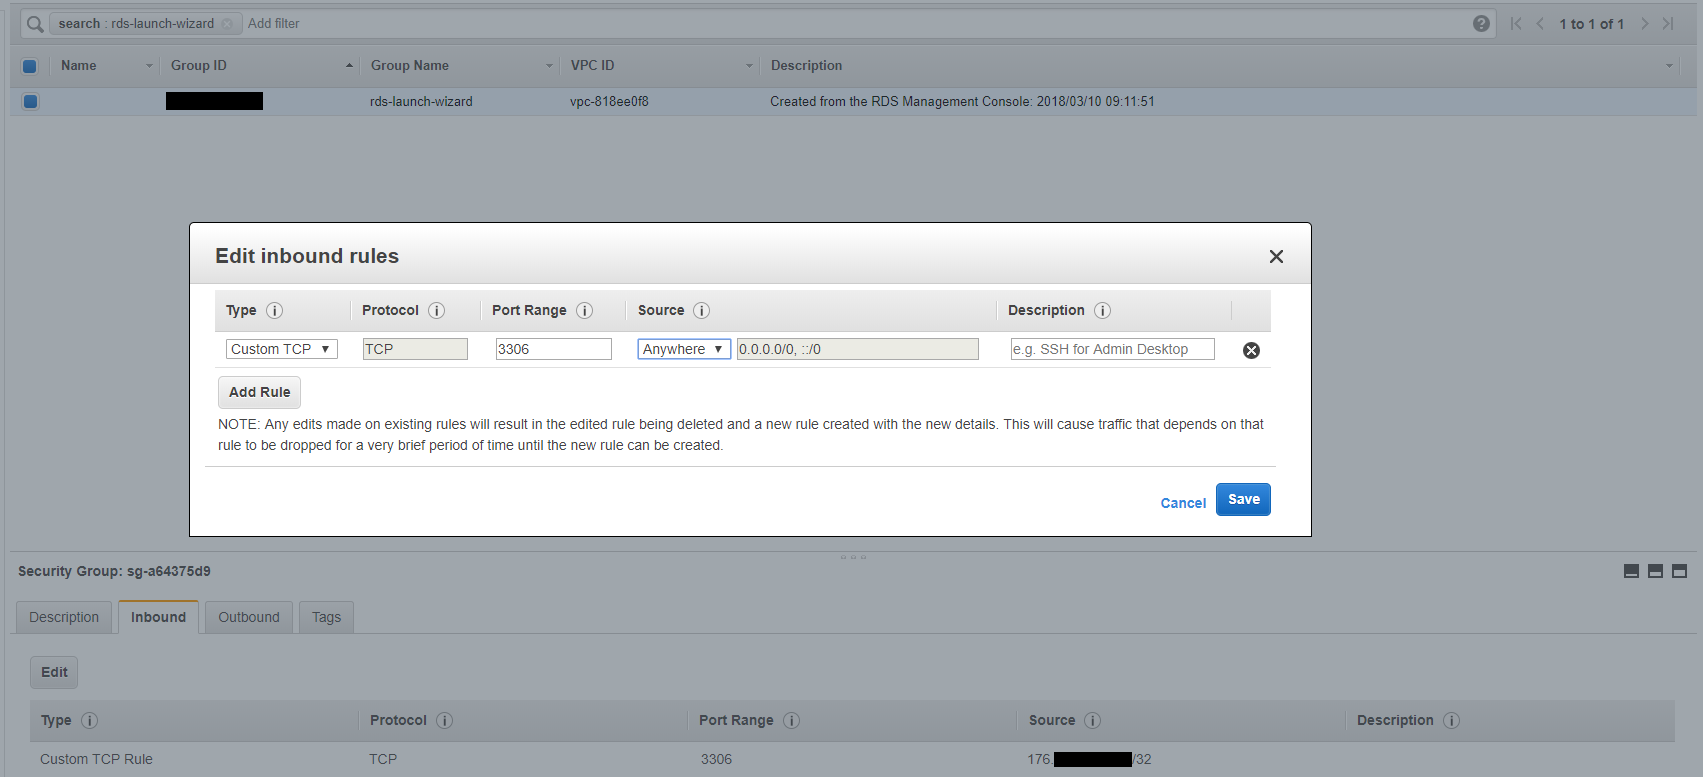 search : rds-launch-wizard Add filter 1 to 1 of 1
Name Group ID Group Name VPC ID Description
rds-launch-wizard vpc-818ee0f8 Created from the RDS Management Console: 2018/03/10 09:11:51
Edit inbound rules
Type Protocol Port Range Source Description
Custom TCP TCP 3306 Anywhere 0.0.0.0/0, ::/0 e.g. SSH for Admin Desktop
Add Rule
NOTE: Any edits made on existing rules will result in the edited rule being deleted and a new rule created with the new details. This will cause traffic that depends on that
rule to be dropped for a very brief period of time until the new rule can be created.
Cancel Save
Security Group: sg-a64375d9
Description Inbound Outbound Tags
Edit
Type Protocol Port Range Source Description
Custom TCP Rule TCP 3306 176. /32